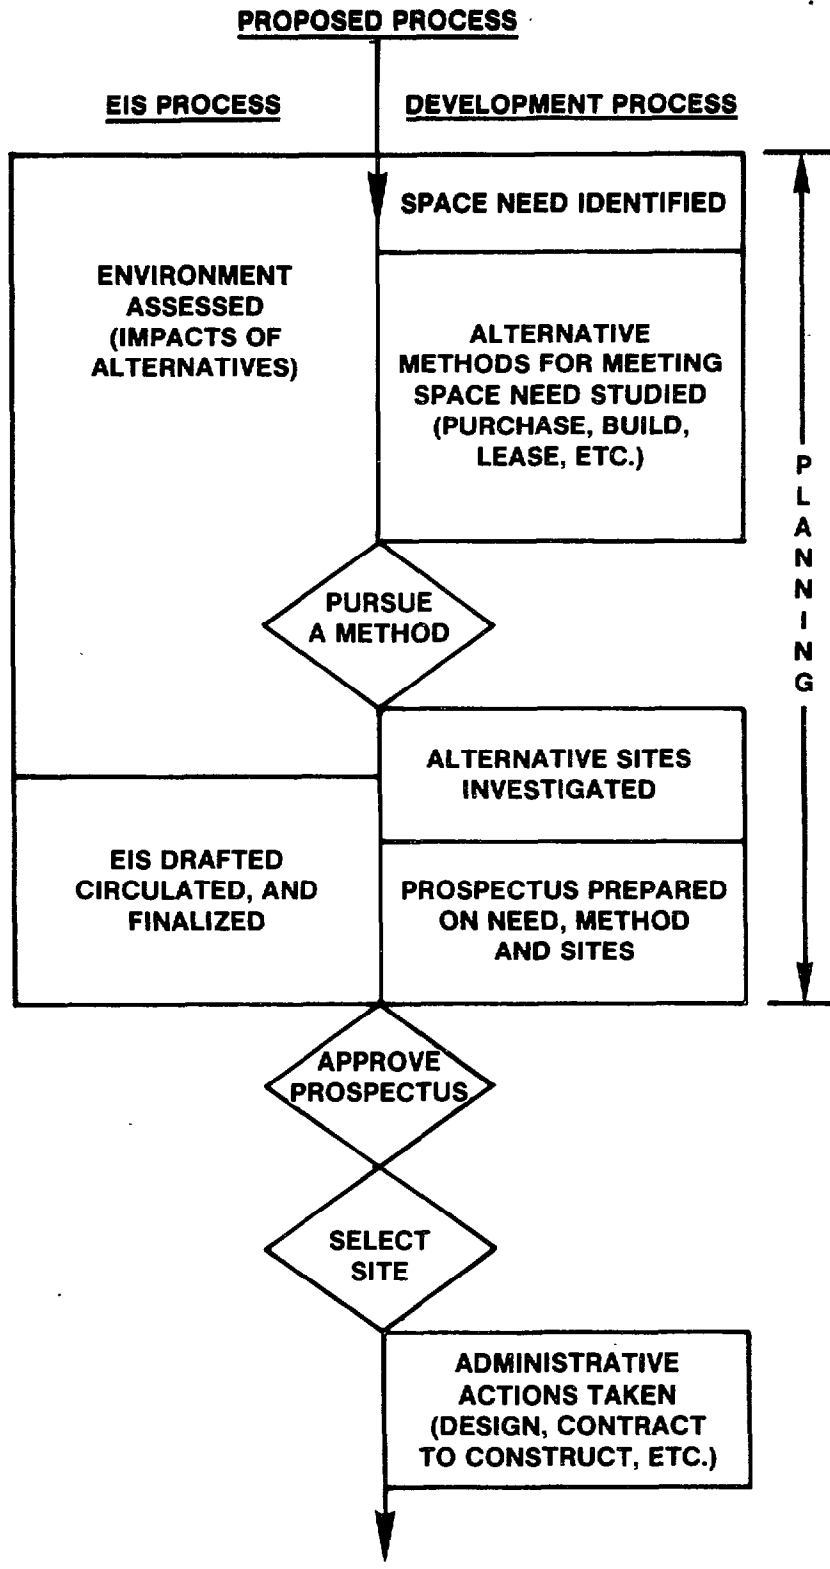 PROPOSED PROCESS
EIS PROCESS
DEVELOPMENT PROCESS
SPACE NEED IDENTIFIED
ENVIRONMENT
ASSESSED
(IMPACTS OF
ALTERNATIVES)
ALTERNATIVE
METHODS FOR MEETING
SPACE NEED STUDIED
(PURCHASE, BUILD,
LEASE, ETC.)
PLANNING
PURSUE
A METHOD
ALTERNATIVE SITES
INVESTIGATED
EIS DRAFTED
CIRCULATED, AND
FINALIZED
PROSPECTUS PREPARED
ON NEED, METHOD
AND SITES
APPROVE
PROSPECTUS
SELECT
SITE
ADMINISTRATIVE
ACTIONS TAKEN
(DESIGN, CONTRACT
TO CONSTRUCT, ETC.)